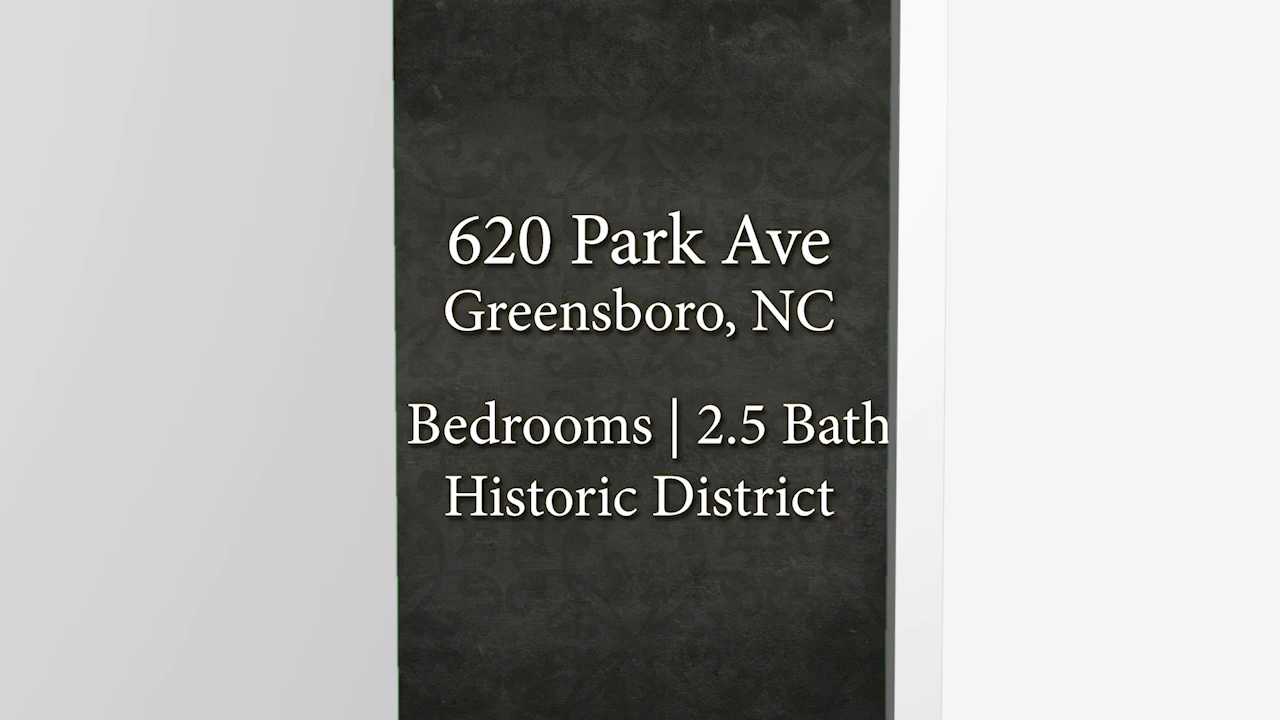 620 Park Ave
Greensboro, NC
Bedrooms | 2.5 Bath
Historic District